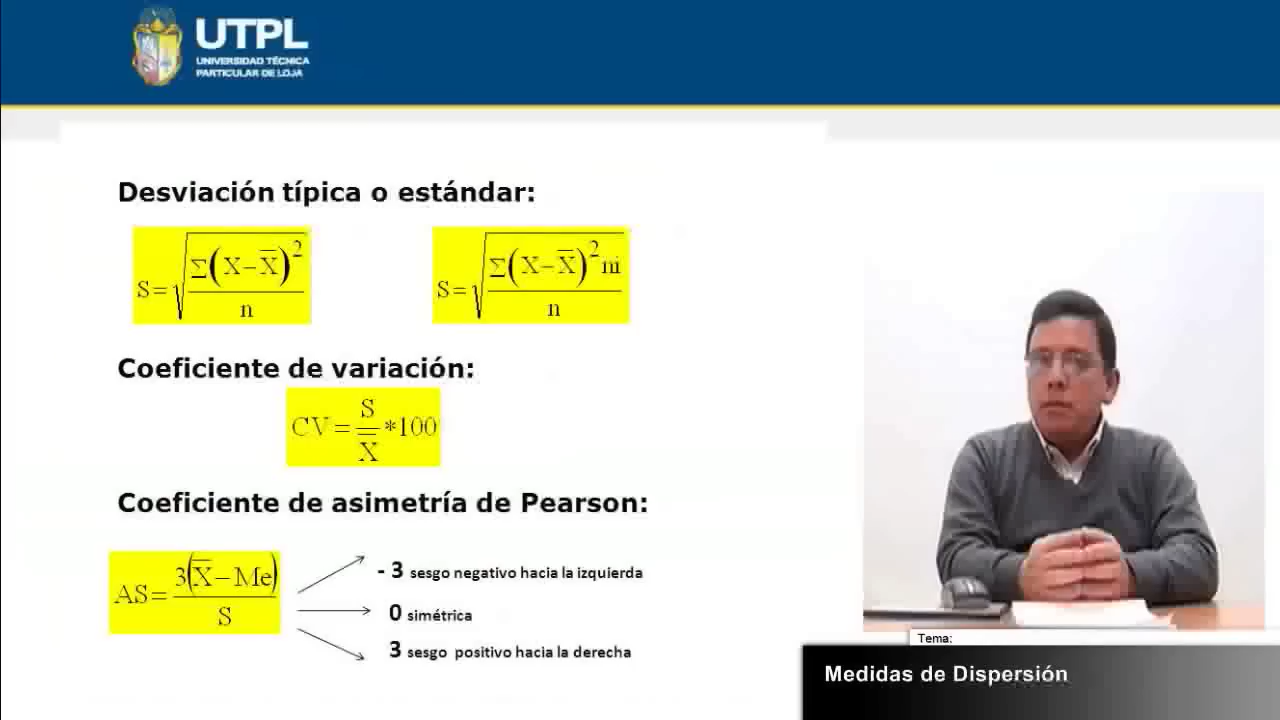 UTPL
UNIVERSIDAD TÉCNICA
PARTICULAR DE LOJA
Desviación típica o estándar:
S=√(Σ(X−X̄)²/n)
S=√(Σ(X−X̄)²ni/n)
Coeficiente de variación:
CV=S/X̄*100
Coeficiente de asimetría de Pearson:
AS=3(X̄−Me)/S
- 3 sesgo negativo hacia la izquierda
0 simétrica
3 sesgo positivo hacia la derecha
Tema:
Medidas de Dispersión